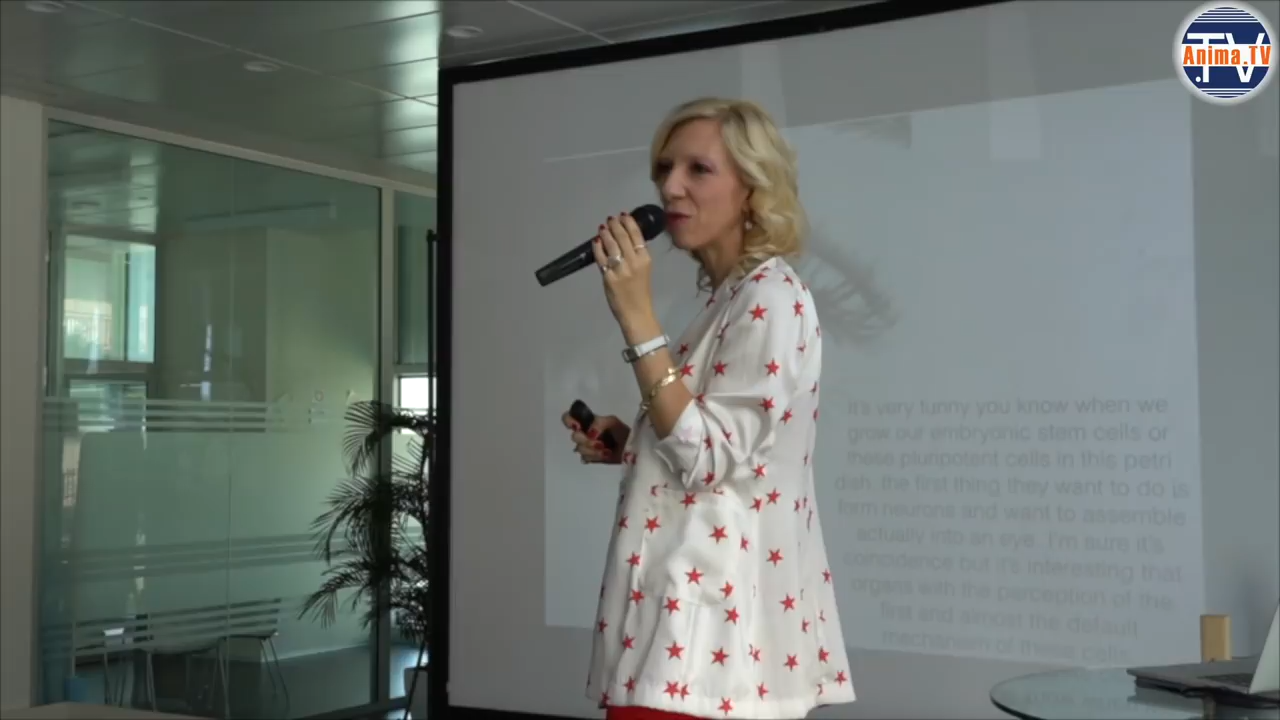 Anima.TV
TV
It's very funny you know when we
grow our embryonic stem cells or
these pluripotent cells in this petri
dish, the first thing they want to do is
form neurons and want to assemble
actually into an eye. I'm sure it's
coincidence but it's interesting that
organs with the perception of the
first and almost the default
mechanism of these cells